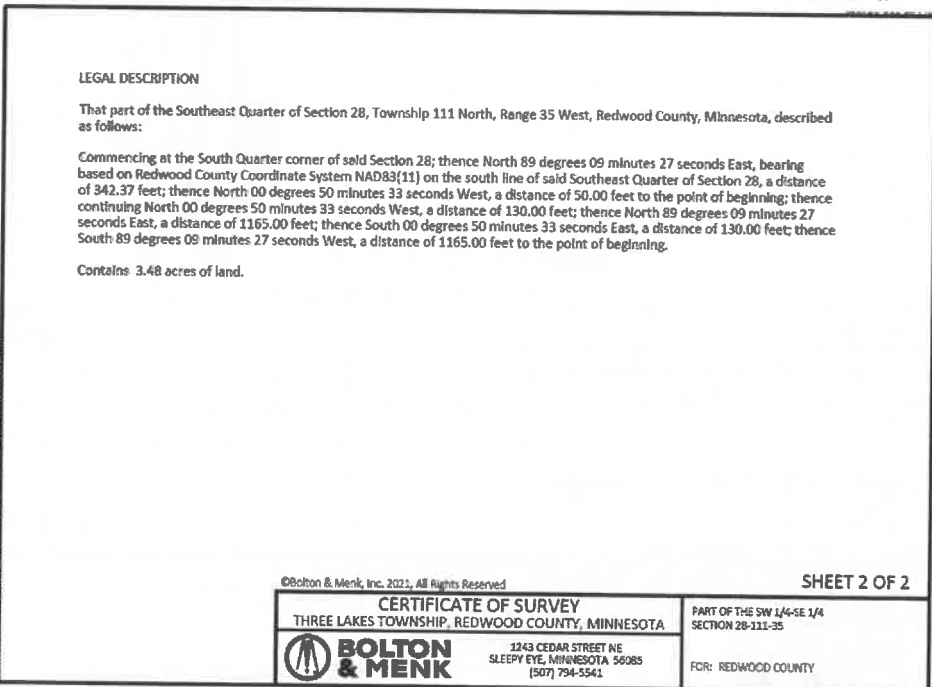 LEGAL DESCRIPTION
That part of the Southeast Quarter of Section 28, Township 111 North, Range 35 West, Redwood County, Minnesota, described
as follows:
Commencing at the South Quarter corner of said Section 28; thence North 89 degrees 09 minutes 27 seconds East, bearing
based on Redwood County Coordinate System NAD83(11) on the south line of said Southeast Quarter of Section 28, a distance
of 342.37 feet; thence North 00 degrees 50 minutes 33 seconds West, a distance of 50.00 feet to the point of beginning; thence
continuing North 00 degrees 50 minutes 33 seconds West, a distance of 130.00 feet; thence North 89 degrees 09 minutes 27
seconds East, a distance of 1165.00 feet; thence South 00 degrees 50 minutes 33 seconds East, a distance of 130.00 feet; thence
South 89 degrees 09 minutes 27 seconds West, a distance of 1165.00 feet to the point of beginning.
Contains 3.48 acres of land.
©Bolton & Menk, Inc. 2021, All Rights Reserved
SHEET 2 OF 2
CERTIFICATE OF SURVEY
THREE LAKES TOWNSHIP, REDWOOD COUNTY, MINNESOTA
BOLTON
& MENK
1243 CEDAR STREET NE
SLEEPY EYE, MINNESOTA 56085
(507) 794-5541
PART OF THE SW 1/4-SE 1/4
SECTION 28-111-35
FOR: REDWOOD COUNTY